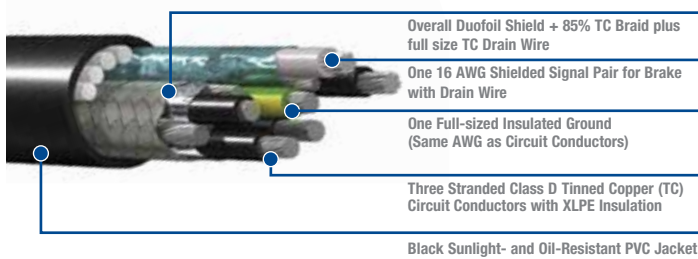 Overall Duofoil Shield + 85% TC Braid plus
full size TC Drain Wire
One 16 AWG Shielded Signal Pair for Brake
with Drain Wire
One Full-sized Insulated Ground
(Same AWG as Circuit Conductors)
Three Stranded Class D Tinned Copper (TC)
Circuit Conductors with XLPE Insulation
Black Sunlight- and Oil-Resistant PVC Jacket